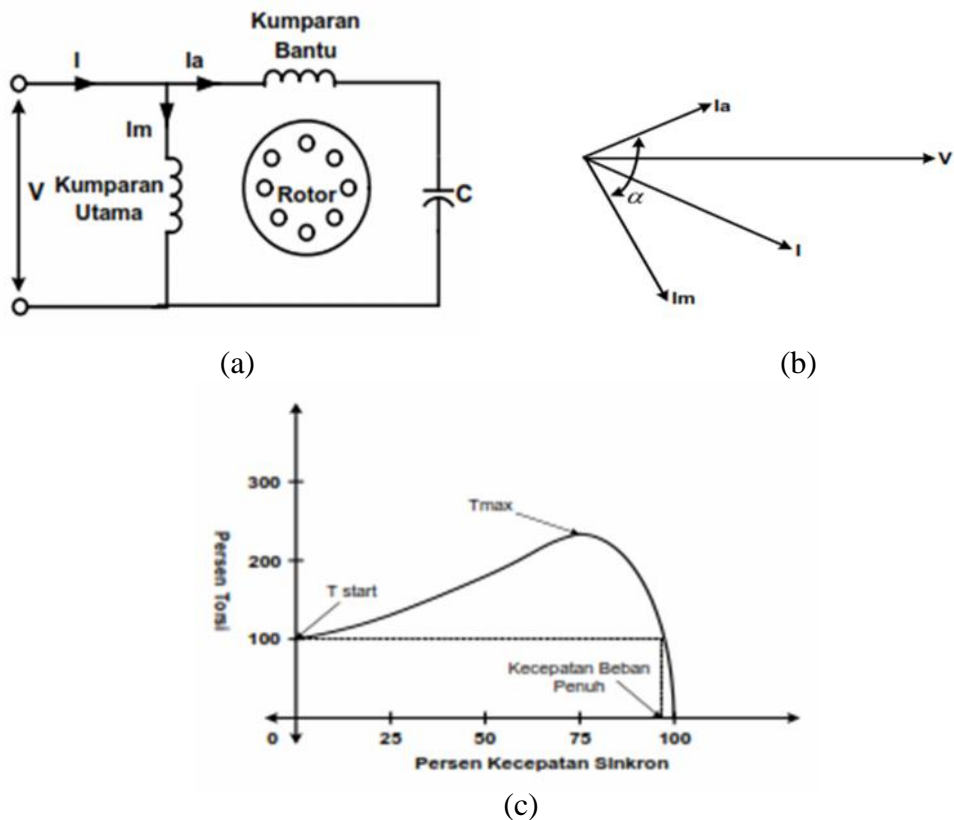 Kumparan
Bantu
I
Ia
Im
V
Kumparan
Utama
Rotor
C
Ia
V
α
I
Im
(a)
(b)
300
Tmax
Persen Torsi
200
T start
100
Kecepatan Beban
Penuh
0
25
50
75
100
Persen Kecepatan Sinkron
(c)